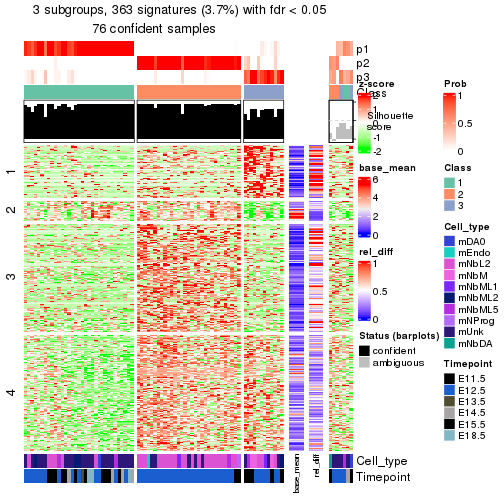 3 subgroups, 363 signatures (3.7%) with fdr < 0.05
76 confident samples
p1
p2
p3
Class
Silhouette
score
1
2
3
4
base_mean
rel_diff
Cell_type
Timepoint
z-score
2
0
-1
-2
base_mean
6
4
2
0
rel_diff
1
0.5
0
Status (barplots)
confident
ambiguous
Prob
1
0.5
0
Class
1
2
3
Cell_type
mDA0
mEndo
mNbL2
mNbM
mNbML1
mNbML2
mNbML5
mNProg
mUnk
mNbDA
Timepoint
E11.5
E12.5
E13.5
E14.5
E15.5
E18.5